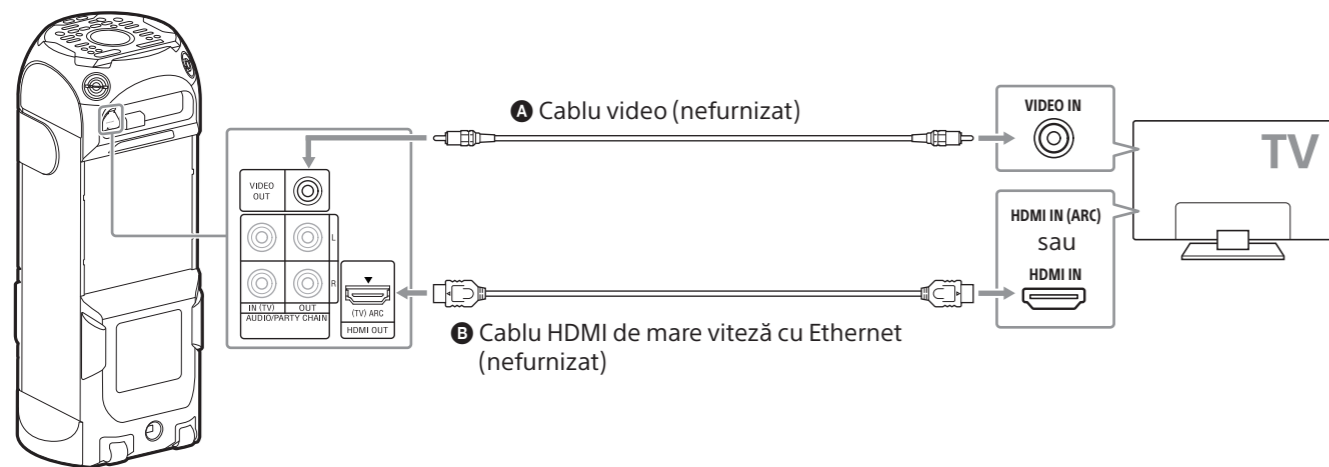 A Cablu video (nefurnizat)
VIDEO IN
TV
VIDEO
OUT
L
R
IN (TV) OUT
AUDIO/PARTY CHAIN
(TV) ARC
HDMI OUT
HDMI IN (ARC)
sau
HDMI IN
B Cablu HDMI de mare viteză cu Ethernet
(nefurnizat)